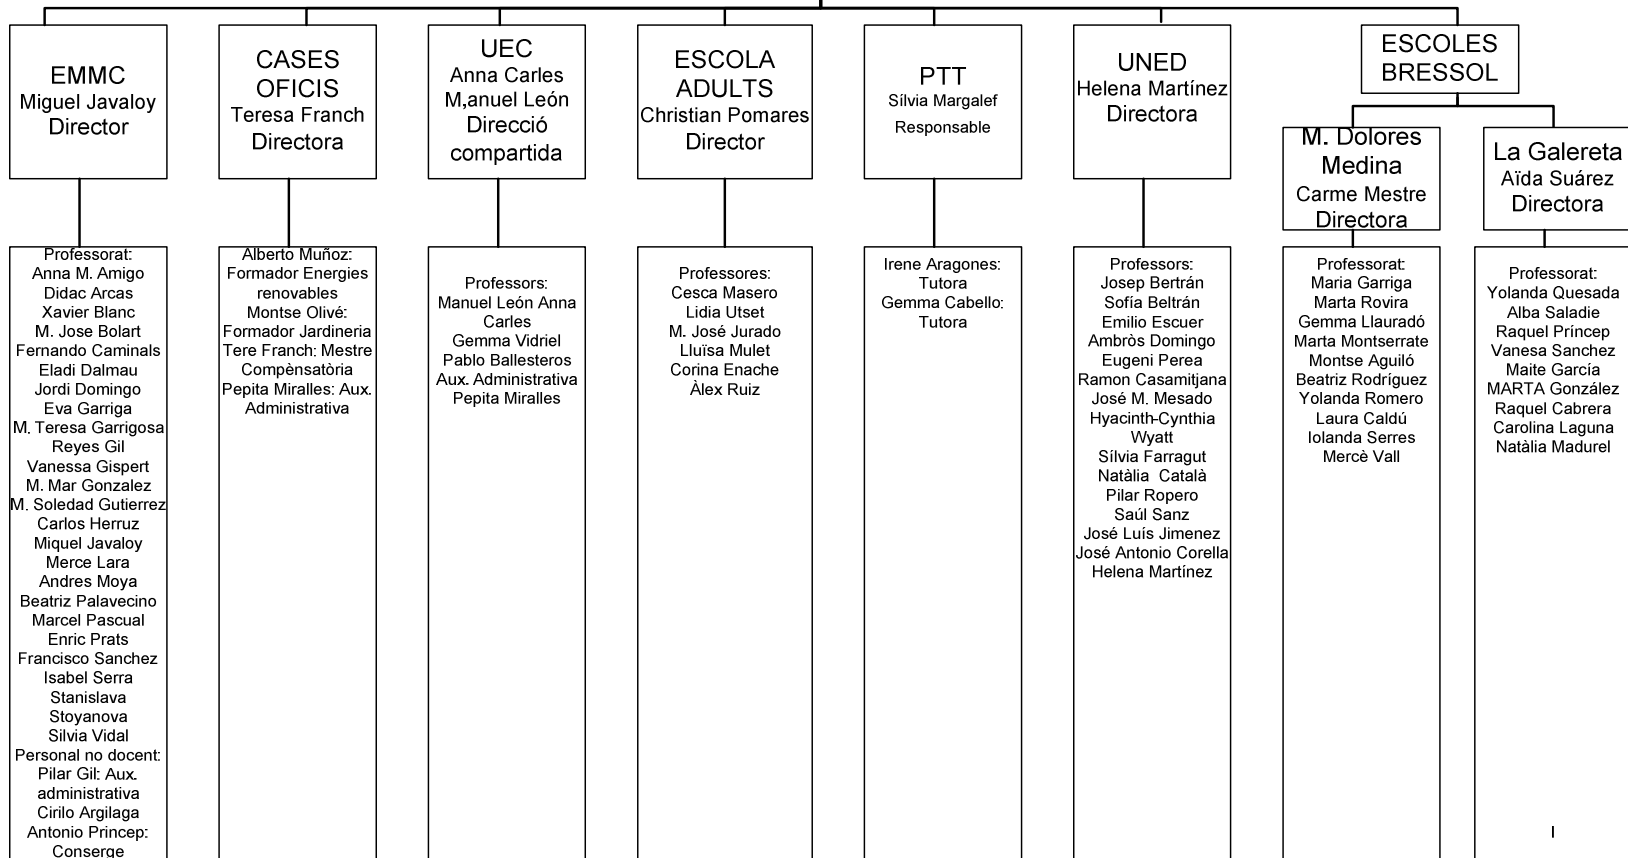 EMMC
Miguel Javaloy
Director
CASES
OFICIS
Teresa Franch
Directora
UEC
Anna Carles
M,anuel León
Direcció
compartida
ESCOLA
ADULTS
Christian Pomares
Director
PTT
Sílvia Margalef
Responsable
UNED
Helena Martínez
Directora
ESCOLES
BRESSOL
M. Dolores
Medina
Carme Mestre
Directora
La Galereta
Aïda Suárez
Directora
Professorat:
Anna M. Amigo
Didac Arcas
Xavier Blanc
M. Jose Bolart
Fernando Caminals
Eladi Dalmau
Jordi Domingo
Eva Garriga
M. Teresa Garrigosa
Reyes Gil
Vanessa Gispert
M. Mar Gonzalez
M. Soledad Gutierrez
Carlos Herruz
Miquel Javaloy
Merce Lara
Andres Moya
Beatriz Palavecino
Marcel Pascual
Enric Prats
Francisco Sanchez
Isabel Serra
Stanislava
Stoyanova
Silvia Vidal
Personal no docent:
Pilar Gil: Aux.
administrativa
Cirilo Argilaga
Antonio Princep:
Conserge
Alberto Muñoz:
Formador Energies
renovables
Montse Olivé:
Formador Jardineria
Tere Franch: Mestre
Compènsatòria
Pepita Miralles: Aux.
Administrativa
Professors:
Manuel León Anna
Carles
Gemma Vidriel
Pablo Ballesteros
Aux. Administrativa
Pepita Miralles
Professores:
Cesca Masero
Lidia Utset
M. José Jurado
Lluïsa Mulet
Corina Enache
Àlex Ruiz
Irene Aragones:
Tutora
Gemma Cabello:
Tutora
Professors:
Josep Bertrán
Sofía Beltrán
Emilio Escuer
Ambròs Domingo
Eugeni Perea
Ramon Casamitjana
José M. Mesado
Hyacinth-Cynthia
Wyatt
Sílvia Farragut
Natàlia Català
Pilar Ropero
Saúl Sanz
José Luís Jimenez
José Antonio Corella
Helena Martínez
Professorat:
Maria Garriga
Marta Rovira
Gemma Llauradó
Marta Montserrate
Montse Aguiló
Beatriz Rodríguez
Yolanda Romero
Laura Caldú
Iolanda Serres
Mercè Vall
Professorat:
Yolanda Quesada
Alba Saladie
Raquel Príncep
Vanesa Sanchez
Maite García
MARTA González
Raquel Cabrera
Carolina Laguna
Natàlia Madurel
l